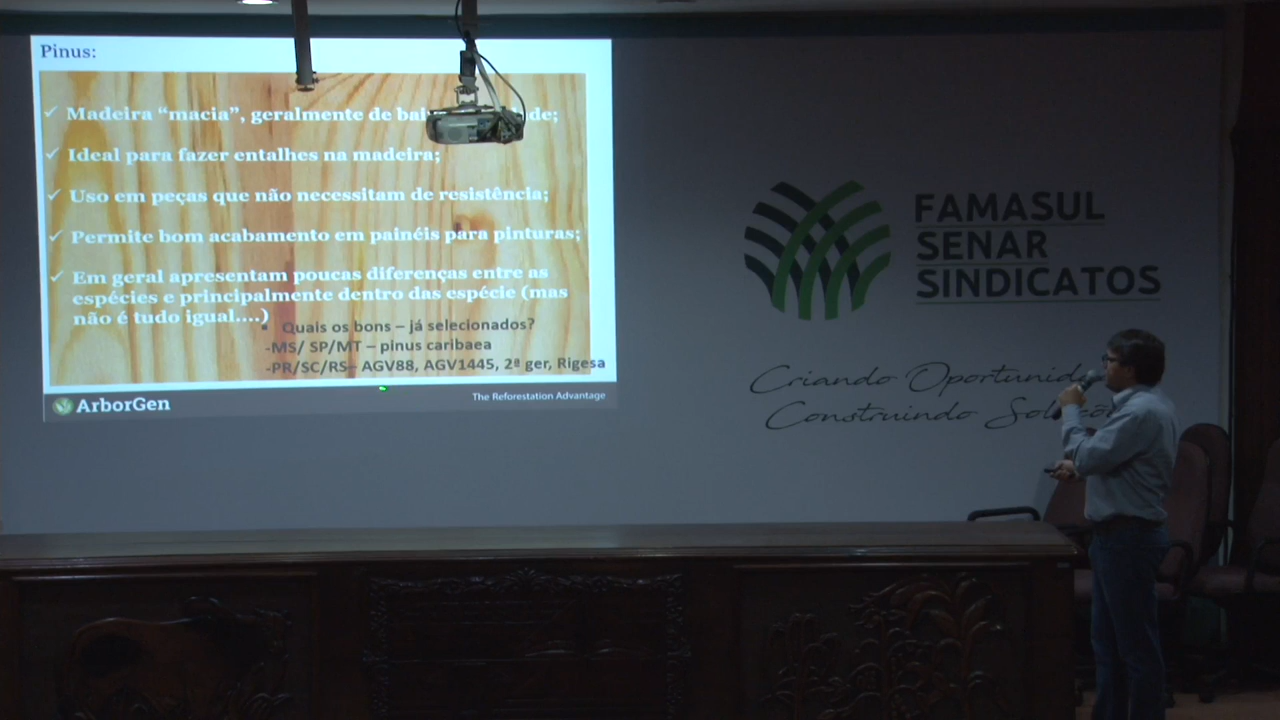 Pinus:
✓ Madeira “macia”, geralmente de de;
✓ Ideal para fazer entalhes na madeira;
✓ Uso em peças que não necessitam de resistência;
✓ Permite bom acabamento em painéis para pinturas;
✓ Em geral apresentam poucas diferenças entre as
espécies e principalmente dentro das espécie (mas
não é tudo igual....)
• Quais os bons – já selecionados?
-MS/ SP/MT – pinus caribaea
-PR/SC/RS– AGV88, AGV1445, 2ª ger, Rigesa
ArborGen
The Reforestation Advantage
FAMASUL
SENAR
SINDICATOS
Criando
Construindo